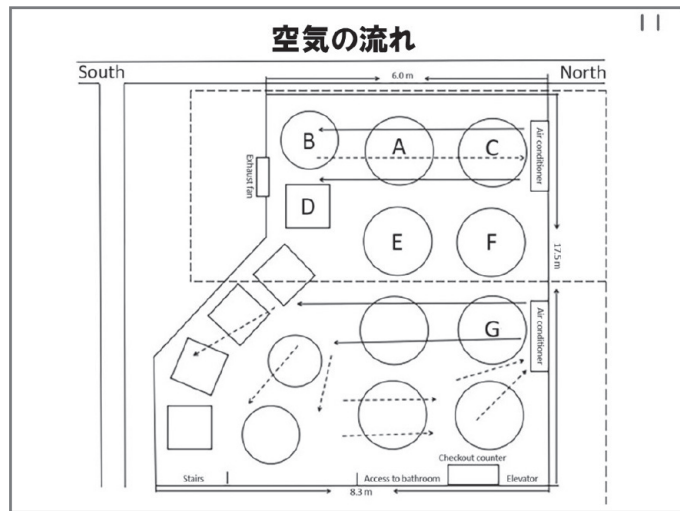 11
空気の流れ
South
6.0 m
North
B
A
C
Air conditioner
Exhaust fan
D
E
F
17.5 m
G
Air conditioner
Checkout counter
Stairs
Access to bathroom
Elevator
8.3 m